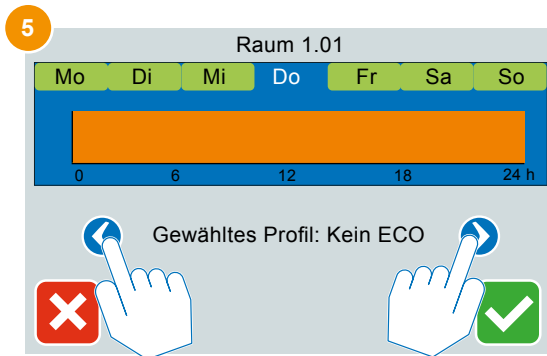 5
Raum 1.01
Mo Di Mi Do Fr Sa So
0 6 12 18 24 h
Gewähltes Profil: Kein ECO